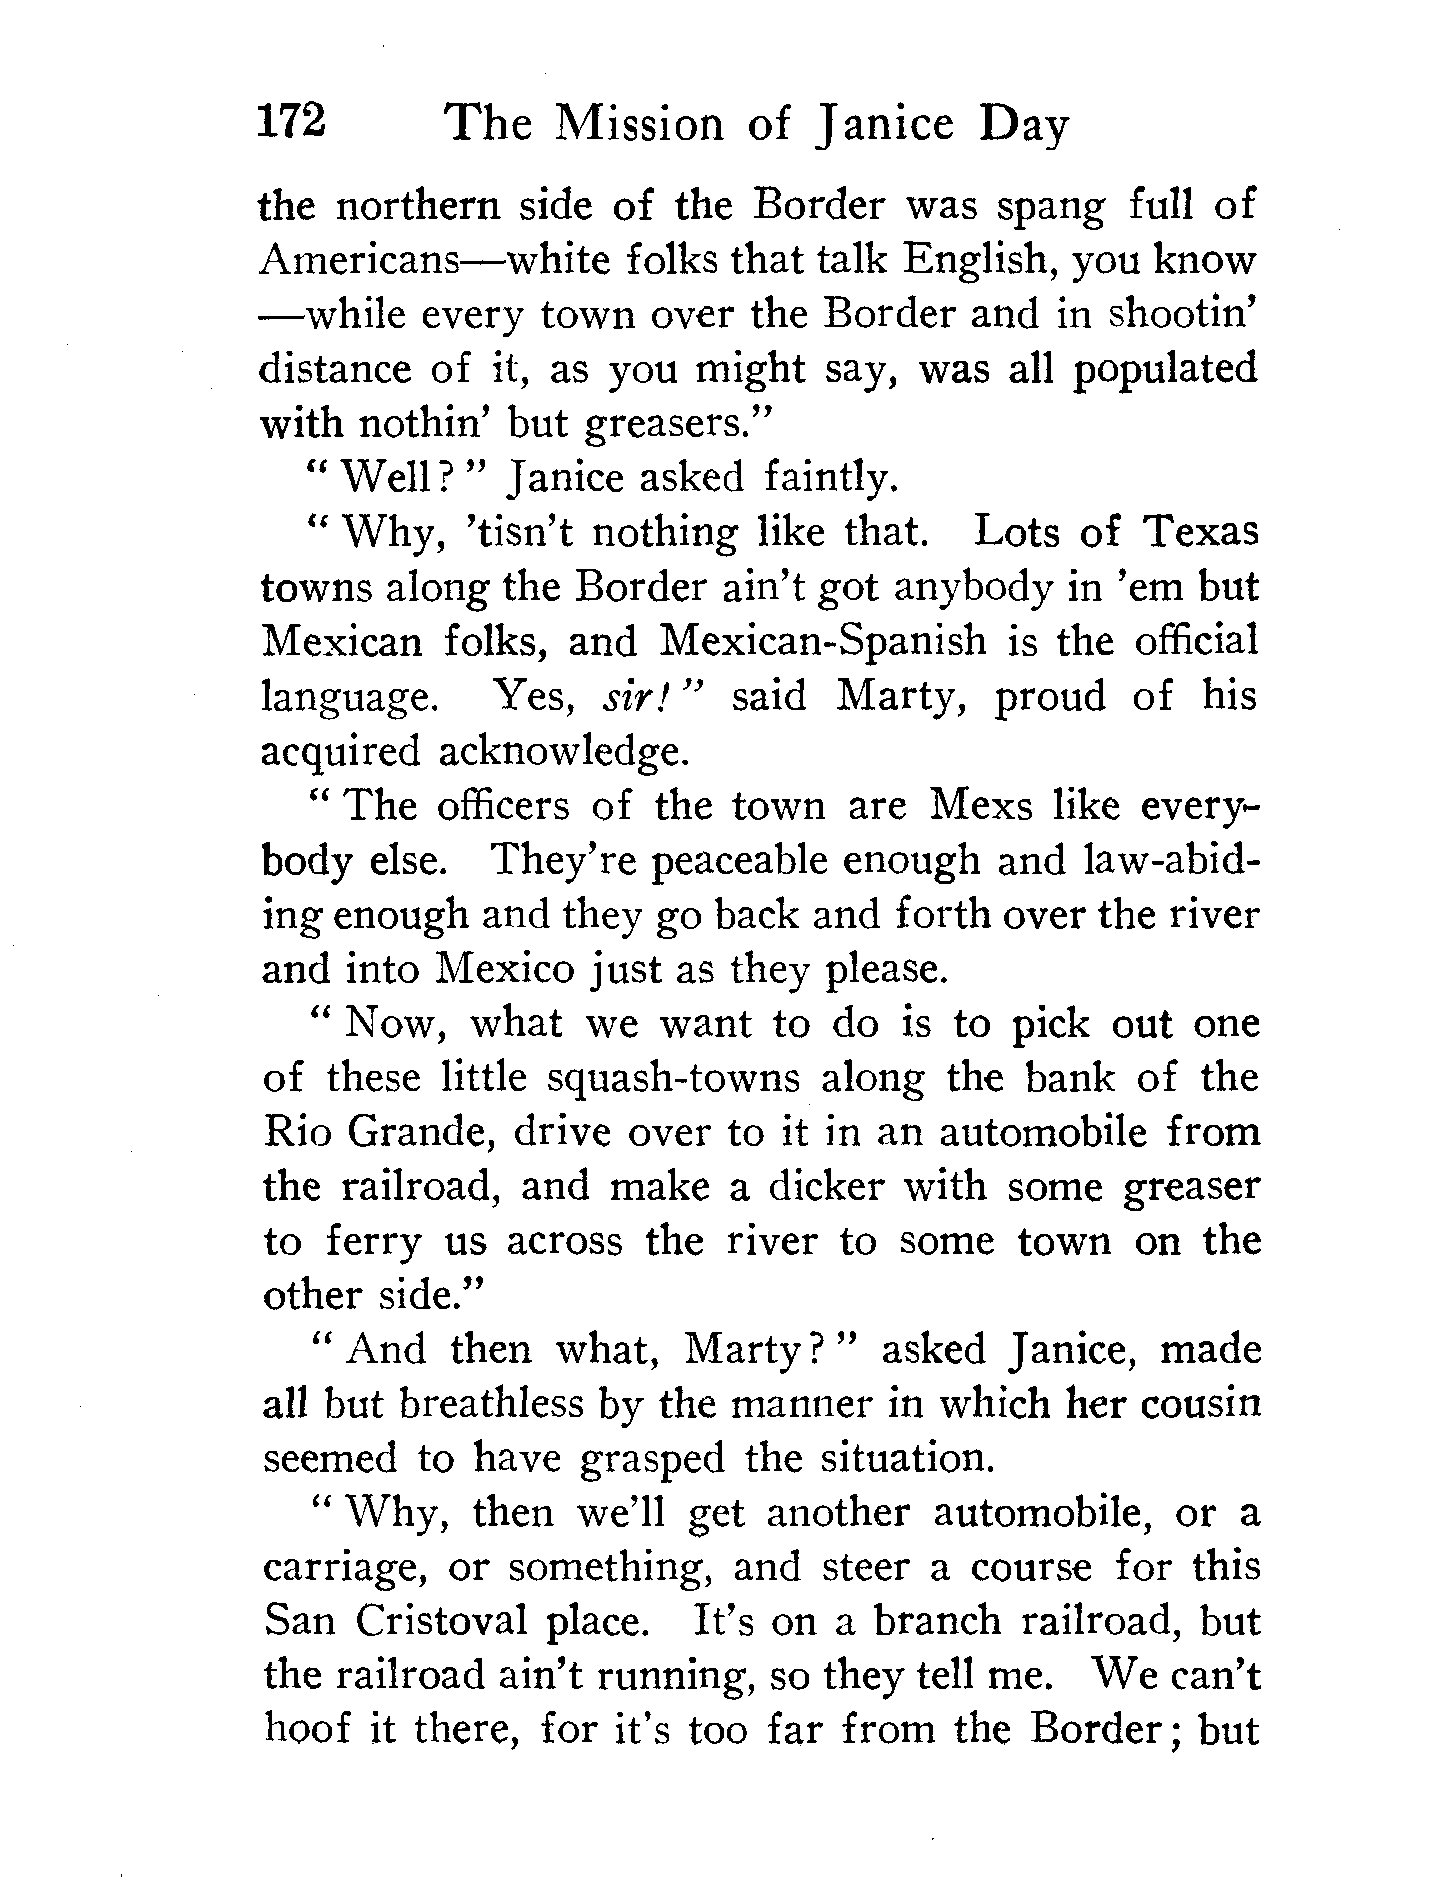 172 The Mission of Janice Day
the northern side of the Border was spang full of
Americans—white folks that talk English, you know
—while every town over the Border and in shootin'
distance of it, as you might say, was all populated
with nothin' but greasers."
" Well? " Janice asked faintly.
" Why, 'tisn't nothing like that. Lots of Texas
towns along the Border ain't got anybody in 'em but
Mexican folks, and Mexican-Spanish is the official
language. Yes, sir! " said Marty, proud of his
acquired acknowledge.
" The officers of the town are Mexs like every-
body else. They're peaceable enough and law-abid-
ing enough and they go back and forth over the river
and into Mexico just as they please.
" Now, what we want to do is to pick out one
of these little squash-towns along the bank of the
Rio Grande, drive over to it in an automobile from
the railroad, and make a dicker with some greaser
to ferry us across the river to some town on the
other side."
" And then what, Marty? " asked Janice, made
all but breathless by the manner in which her cousin
seemed to have grasped the situation.
" Why, then we'll get another automobile, or a
carriage, or something, and steer a course for this
San Cristoval place. It's on a branch railroad, but
the railroad ain't running, so they tell me. We can't
hoof it there, for it's too far from the Border; but